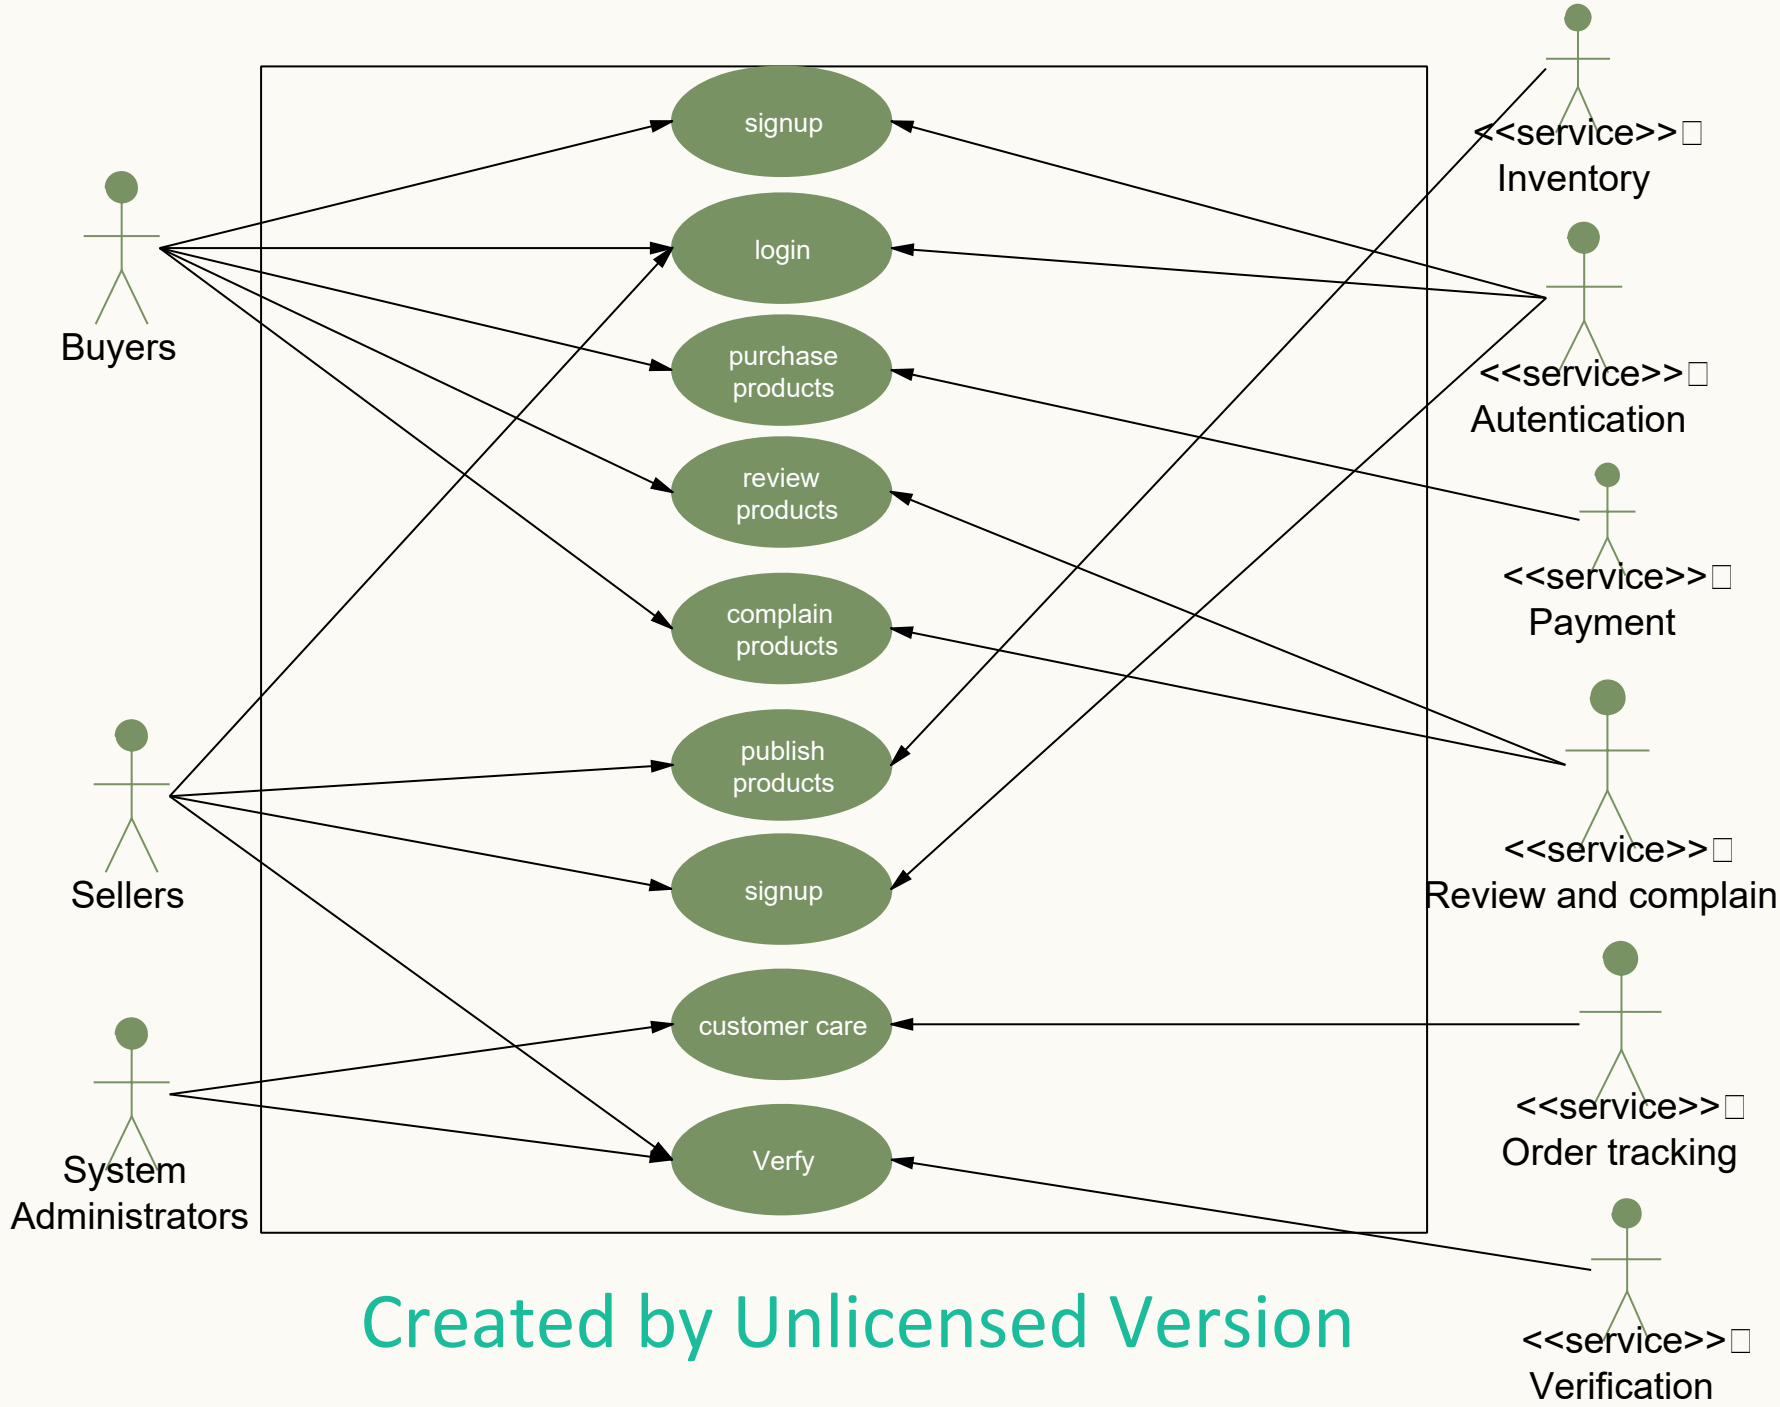 signup
login
purchase
products
review
products
complain
products
publish
products
signup
customer care
Verfy
Buyers
Sellers
System
Administrators
<<service>>
Inventory
<<service>>
Autentication
<<service>>
Payment
<<service>>
Review and complain
<<service>>
Order tracking
<<service>>
Verification
Created by Unlicensed Version